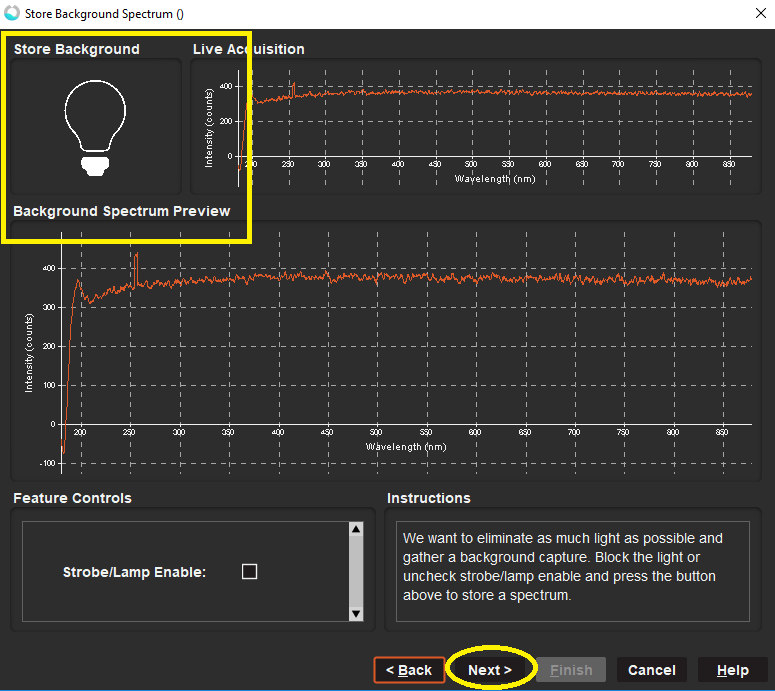 Store Background Spectrum ()
Store Background
Live Acquisition
400
200
0
Intensity (counts)
200 250 300 350 400 450 500 550 600 650 700 750 800 850
Wavelength (nm)
Background Spectrum Preview
400
300
200
100
0
-100
Intensity (counts)
200 250 300 350 400 450 500 550 600 650 700 750 800 850
Wavelength (nm)
Feature Controls
Strobe/Lamp Enable:
Instructions
We want to eliminate as much light as possible and
gather a background capture. Block the light or
uncheck strobe/lamp enable and press the button
above to store a spectrum.
< Back
Next >
Finish
Cancel
Help